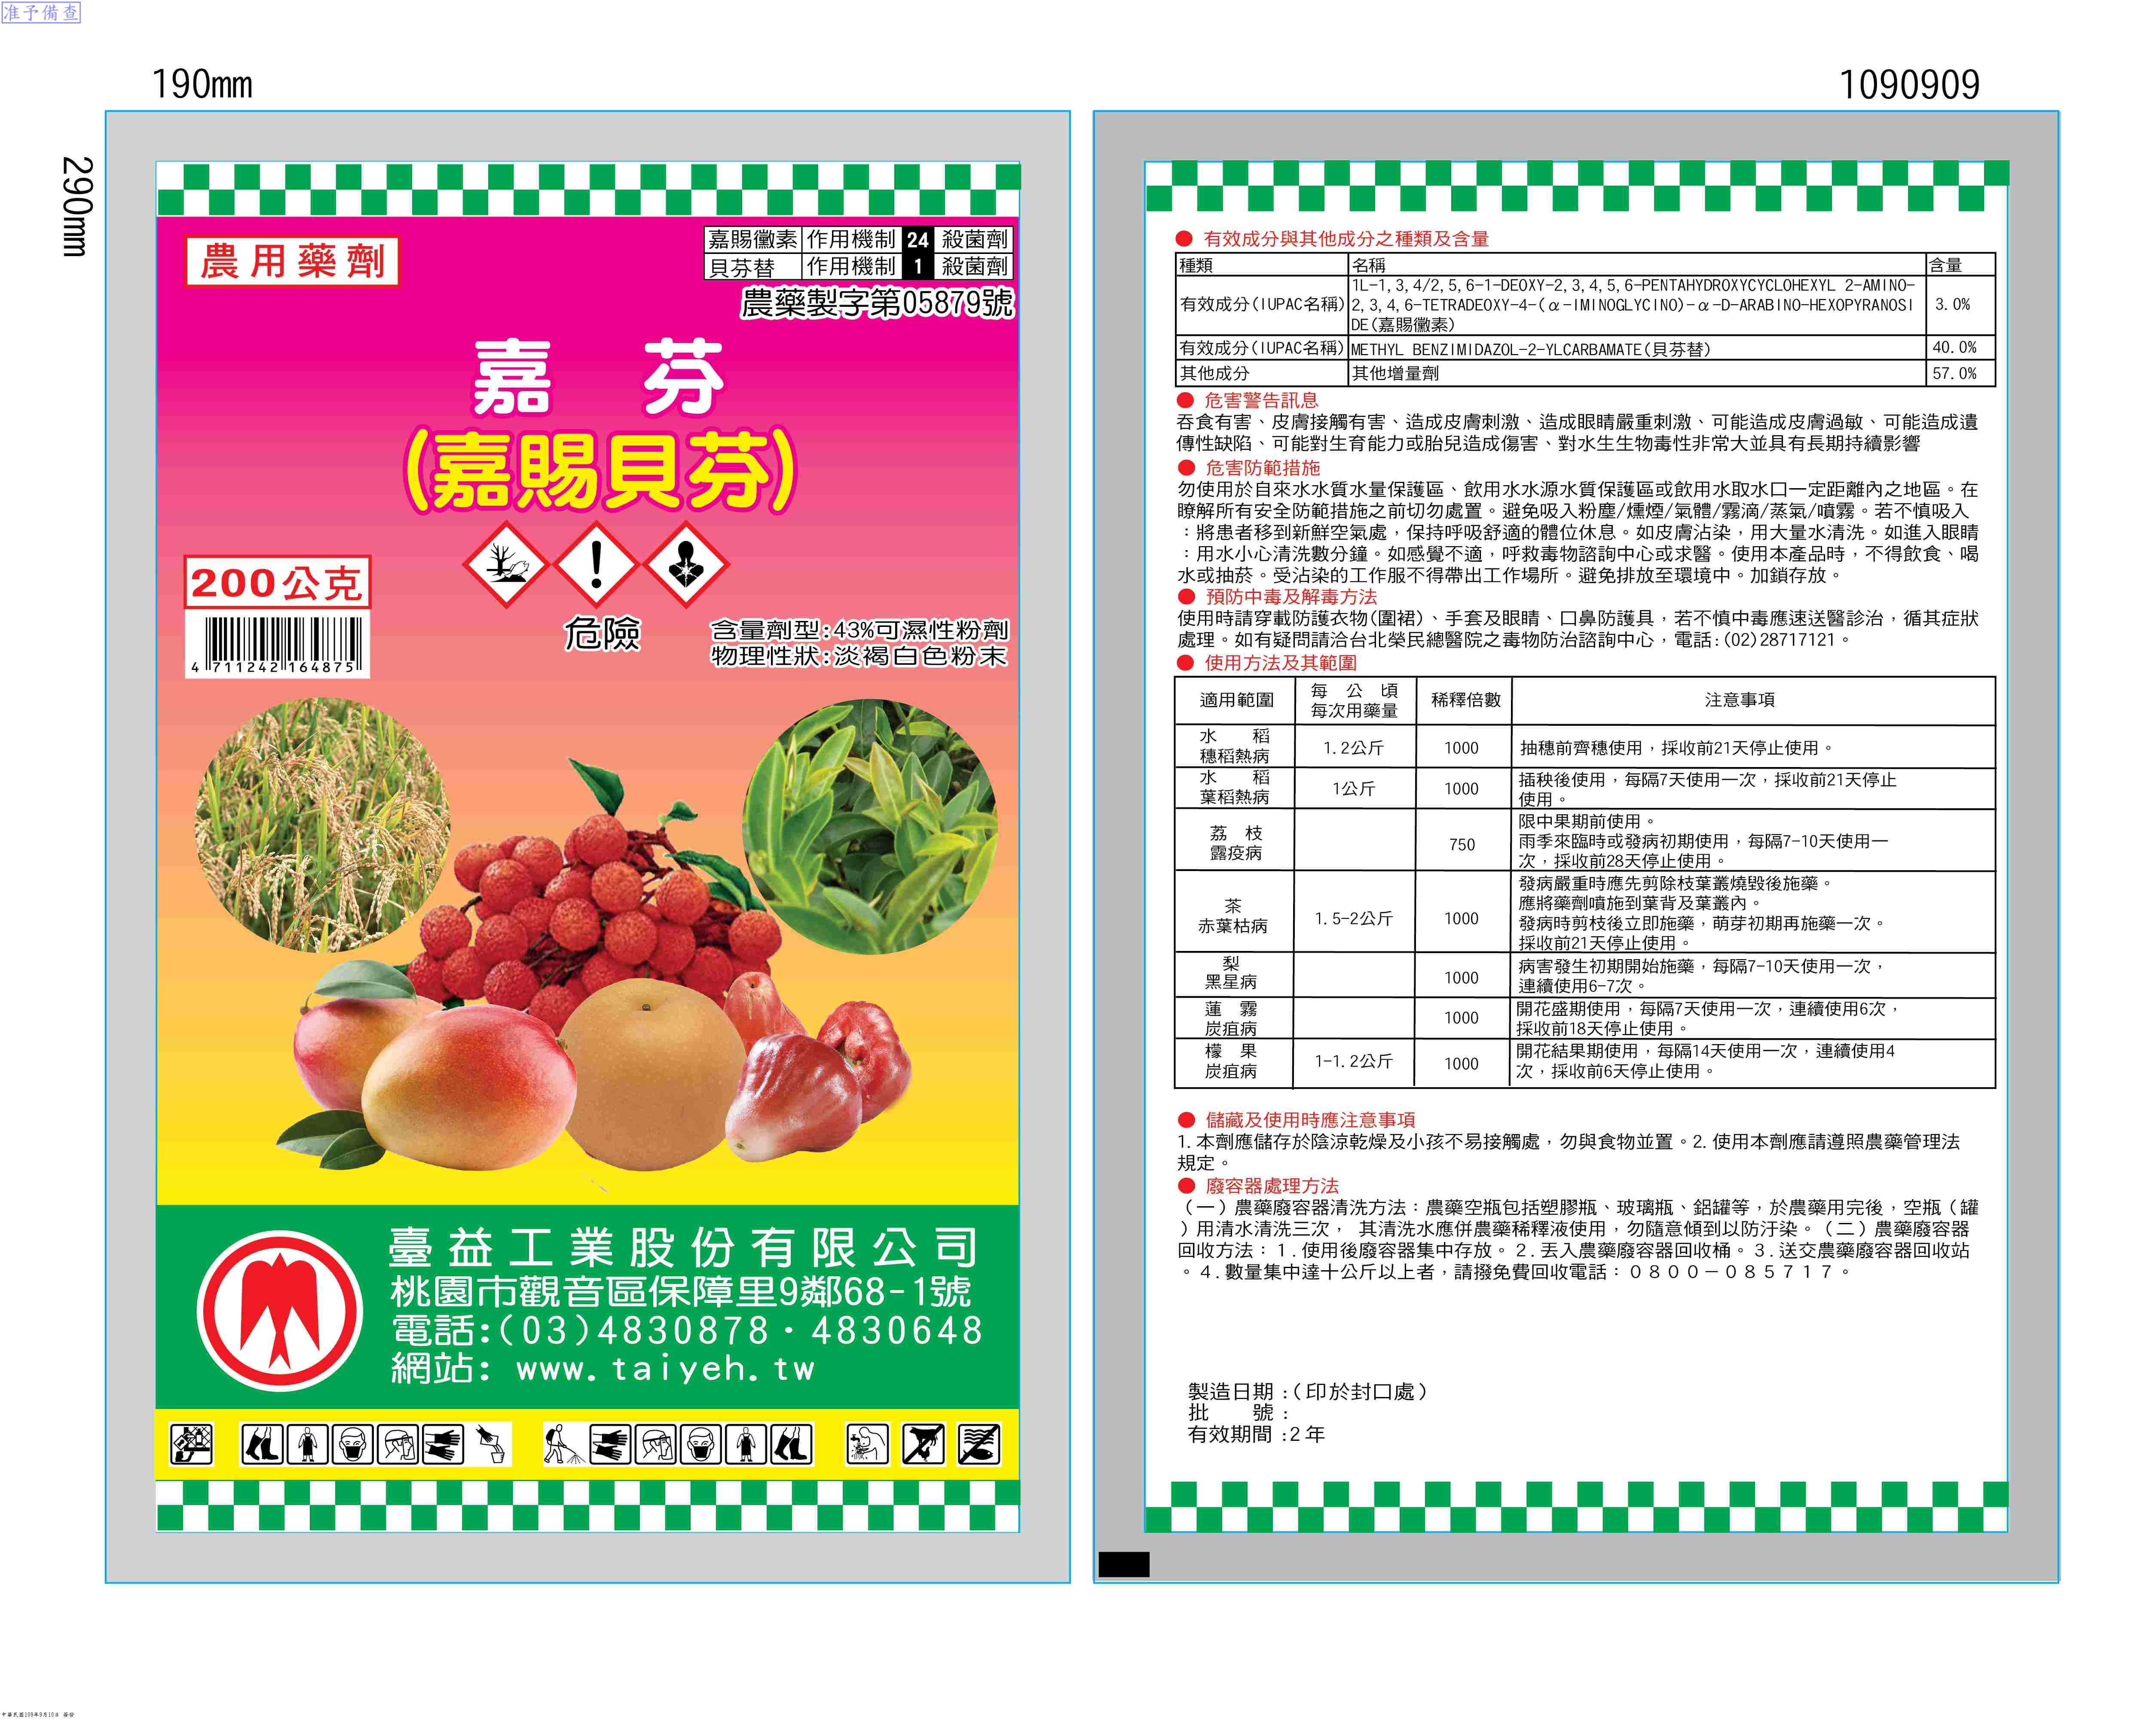 准予備查
190mm
1090909
290mm
農用藥劑
嘉賜黴素 作用機制 24 殺菌劑
貝芬替 作用機制 1 殺菌劑
農藥製字第05879號
嘉 芬
(嘉賜貝芬)
200公克
4 711242 164875
危險
含量劑型:43%可濕性粉劑
物理性狀:淡褐白色粉末
臺益工業股份有限公司
桃園市觀音區保障里9鄰68-1號
電話:(03)4830878·4830648
網站: www.taiyeh.tw
● 有效成分與其他成分之種類及含量
種類 名稱 含量
有效成分(IUPAC名稱) 1L-1,3,4/2,5,6-1-DEOXY-2,3,4,5,6-PENTAHYDROXYCYCLOHEXYL 2-AMINO-
2,3,4,6-TETRADEOXY-4-(α-IMINOGLYCINO)-α-D-ARABINO-HEXOPYRANOSI
DE(嘉賜黴素) 3.0%
有效成分(IUPAC名稱) METHYL BENZIMIDAZOL-2-YLCARBAMATE(貝芬替) 40.0%
其他成分 其他增量劑 57.0%
● 危害警告訊息
吞食有害、皮膚接觸有害、造成皮膚刺激、造成眼睛嚴重刺激、可能造成皮膚過敏、可能造成遺
傳性缺陷、可能對生育能力或胎兒造成傷害、對水生生物毒性非常大並具有長期持續影響
● 危害防範措施
勿使用於自來水水質水量保護區、飲用水水源水質保護區或飲用水取水口一定距離內之地區。在
瞭解所有安全防範措施之前切勿處置。避免吸入粉塵/燻煙/氣體/霧滴/蒸氣/噴霧。若不慎吸入
：將患者移到新鮮空氣處，保持呼吸舒適的體位休息。如皮膚沾染，用大量水清洗。如進入眼睛
：用水小心清洗數分鐘。如感覺不適，呼救毒物諮詢中心或求醫。使用本產品時，不得飲食、喝
水或抽菸。受沾染的工作服不得帶出工作場所。避免排放至環境中。加鎖存放。
● 預防中毒及解毒方法
使用時請穿載防護衣物(圍裙)、手套及眼睛、口鼻防護具，若不慎中毒應速送醫診治，循其症狀
處理。如有疑問請洽台北榮民總醫院之毒物防治諮詢中心，電話:(02)28717121。
● 使用方法及其範圍
適用範圍 每公頃每次用藥量 稀釋倍數 注意事項
水 稻
穗稻熱病 1.2公斤 1000 抽穗前齊穗使用，採收前21天停止使用。
水 稻
葉稻熱病 1公斤 1000 插秧後使用，每隔7天使用一次，採收前21天停止
使用。
荔 枝
露疫病 750 限中果期前使用。
雨季來臨時或發病初期使用，每隔7-10天使用一
次，採收前28天停止使用。
茶
赤葉枯病 1.5-2公斤 1000 發病嚴重時應先剪除枝葉叢燒毀後施藥。
應將藥劑噴施到葉背及葉叢內。
發病時剪枝後立即施藥，萌芽初期再施藥一次。
採收前21天停止使用。
梨
黑星病 1000 病害發生初期開始施藥，每隔7-10天使用一次，
連續使用6-7次。
蓮 霧
炭疽病 1000 開花盛期使用，每隔7天使用一次，連續使用6次，
採收前18天停止使用。
檬 果
炭疽病 1-1.2公斤 1000 開花結果期使用，每隔14天使用一次，連續使用4
次，採收前6天停止使用。
● 儲藏及使用時應注意事項
1.本劑應儲存於陰涼乾燥及小孩不易接觸處，勿與食物並置。2.使用本劑應請遵照農藥管理法
規定。
● 廢容器處理方法
（一）農藥廢容器清洗方法：農藥空瓶包括塑膠瓶、玻璃瓶、鋁罐等，於農藥用完後，空瓶（罐
）用清水清洗三次， 其清洗水應併農藥稀釋液使用，勿隨意傾到以防汙染。（二）農藥廢容器
回收方法：1.使用後廢容器集中存放。2.丟入農藥廢容器回收桶。3.送交農藥廢容器回收站
。4.數量集中達十公斤以上者，請撥免費回收電話：０８００－０８５７１７。
製造日期:(印於封口處)
批 號:
有效期間:2年
中華民國109年9月10日